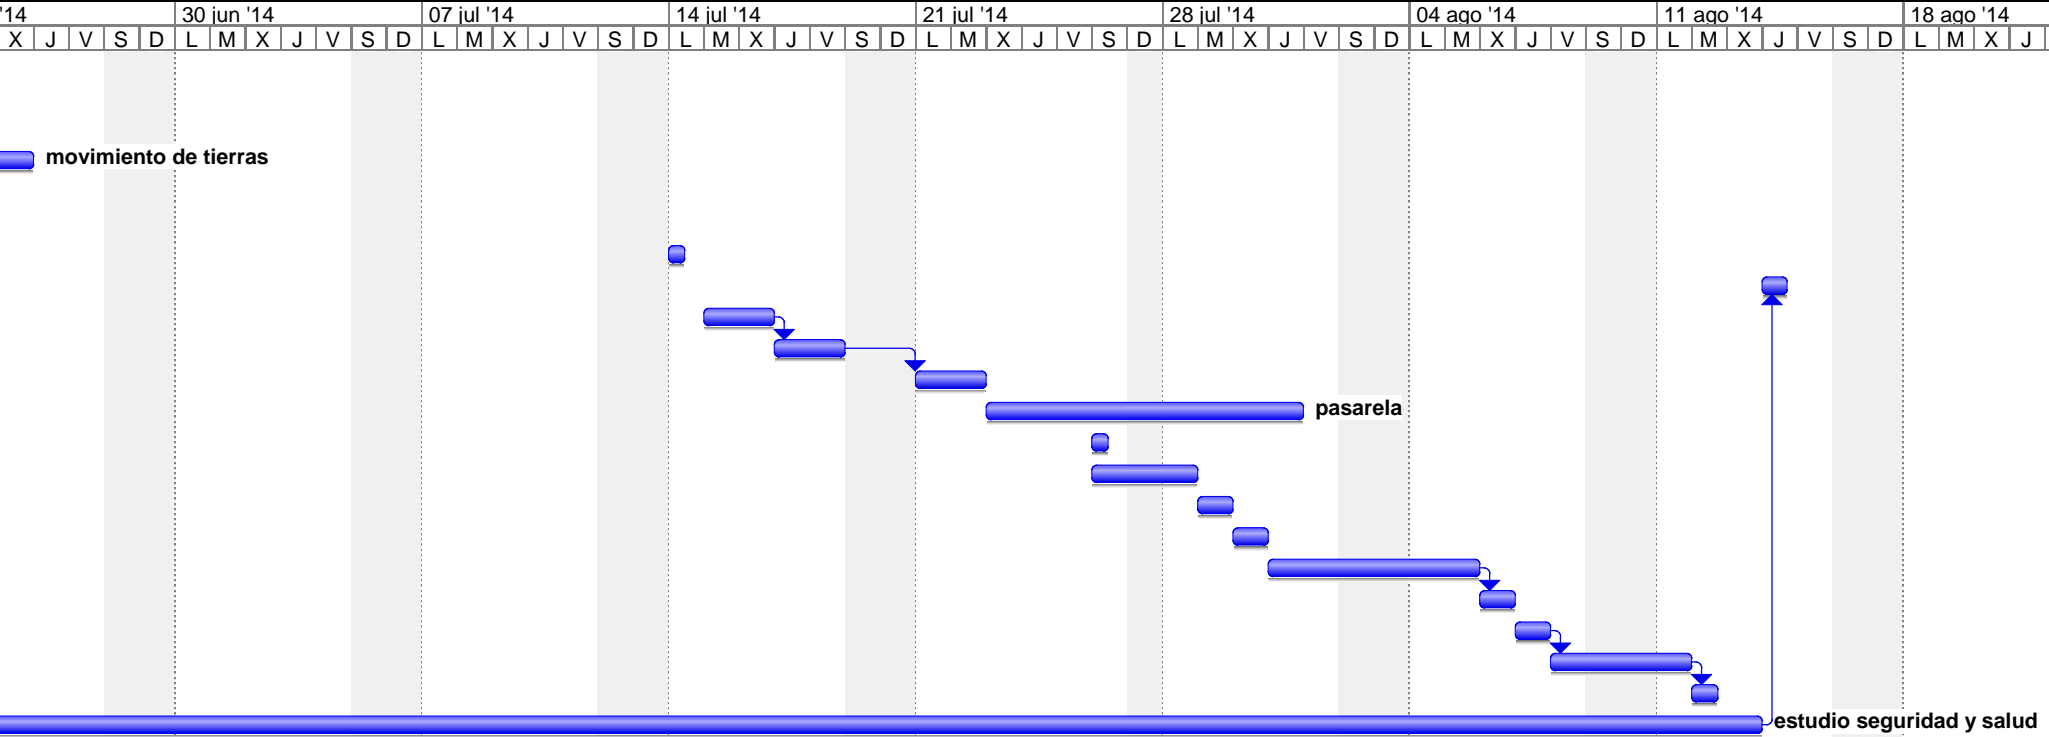 '14 30 jun '14 07 jul '14 14 jul '14 21 jul '14 28 jul '14 04 ago '14 11 ago '14 18 ago '14
X J V S D L M X J V S D L M X J V S D L M X J V S D L M X J V S D L M X J V S D L M X J V S D L M X J V S D L M X J
movimiento de tierras
pasarela
estudio seguridad y salud